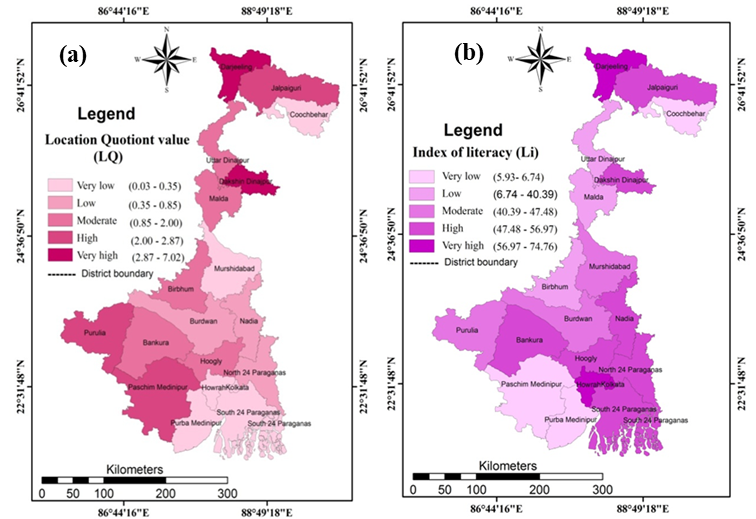 86°44'16"E 88°49'18"E
(a)
N
W E
S
26°41'52"N
24°36'50"N
22°31'48"N
Legend
Location Quotiont value
(LQ)
Very low (0.03 - 0.35)
Low (0.35 - 0.85)
Moderate (0.85 - 2.00)
High (2.00 - 2.87)
Very high (2.87 - 7.02)
District boundary
Darjeeling
Jalpaiguri
Coochbehar
Uttar Dinajpur
Dakshin Dinajpur
Malda
Murshidabad
Birbhum
Burdwan
Nadia
Purulia
Bankura
Hoogly
North 24 Paraganas
Paschim Medinipur
Howrah Kolkata
South 24 Paraganas
Purba Medinipur
South 24 Paraganas
Kilometers
0 50 100 200 300
86°44'16"E 88°49'18"E
86°44'16"E 88°49'18"E
(b)
N
W E
S
26°41'52"N
24°36'50"N
22°31'48"N
Legend
Index of literacy (Li)
Very low (5.93- 6.74)
Low (6.74 - 40.39)
Moderate (40.39 - 47.48)
High (47.48 - 56.97)
Very high (56.97 - 74.76)
District boundary
Darjeeling
Jalpaiguri
Coochbehar
Uttar Dinajpur
Dakshin Dinajpur
Malda
Murshidabad
Birbhum
Burdwan
Nadia
Purulia
Bankura
Hoogly
North 24 Paraganas
Paschim Medinipur
Howrah Kolkata
South 24 Paraganas
Purba Medinipur
South 24 Paraganas
Kilometers
0 50 100 200 300
86°44'16"E 88°49'18"E